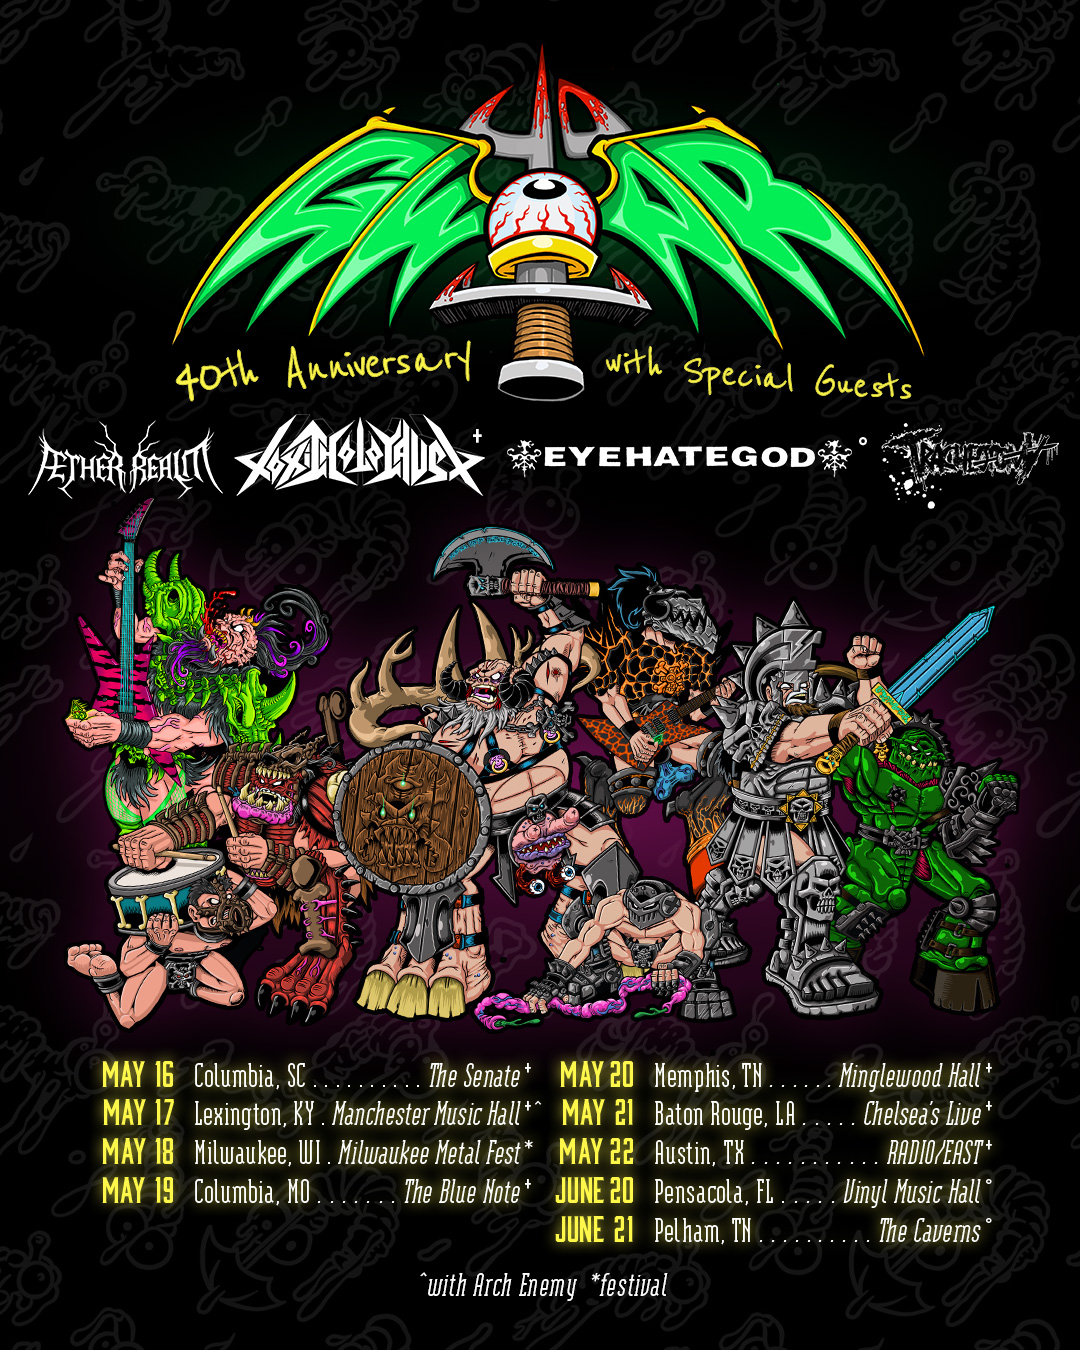 40
GWAR
40th Anniversary with Special Guests
ÆTHER REALM TOXIC HOLOCAUST† EYEHATEGOD°
MAY 16 Columbia, SC . . . . . . . . . . The Senate†
MAY 17 Lexington, KY . Manchester Music Hall†^
MAY 18 Milwaukee, WI . Milwaukee Metal Fest*
MAY 19 Columbia, MO . . . . . . . The Blue Note†
MAY 20 Memphis, TN . . . . . . Minglewood Hall†
MAY 21 Baton Rouge, LA . . . . . Chelsea's Live†
MAY 22 Austin, TX . . . . . . . . . . . RADIO/EAST†
JUNE 20 Pensacola, FL . . . . . Vinyl Music Hall°
JUNE 21 Pelham, TN . . . . . . . . . . The Caverns°
^with Arch Enemy *festival